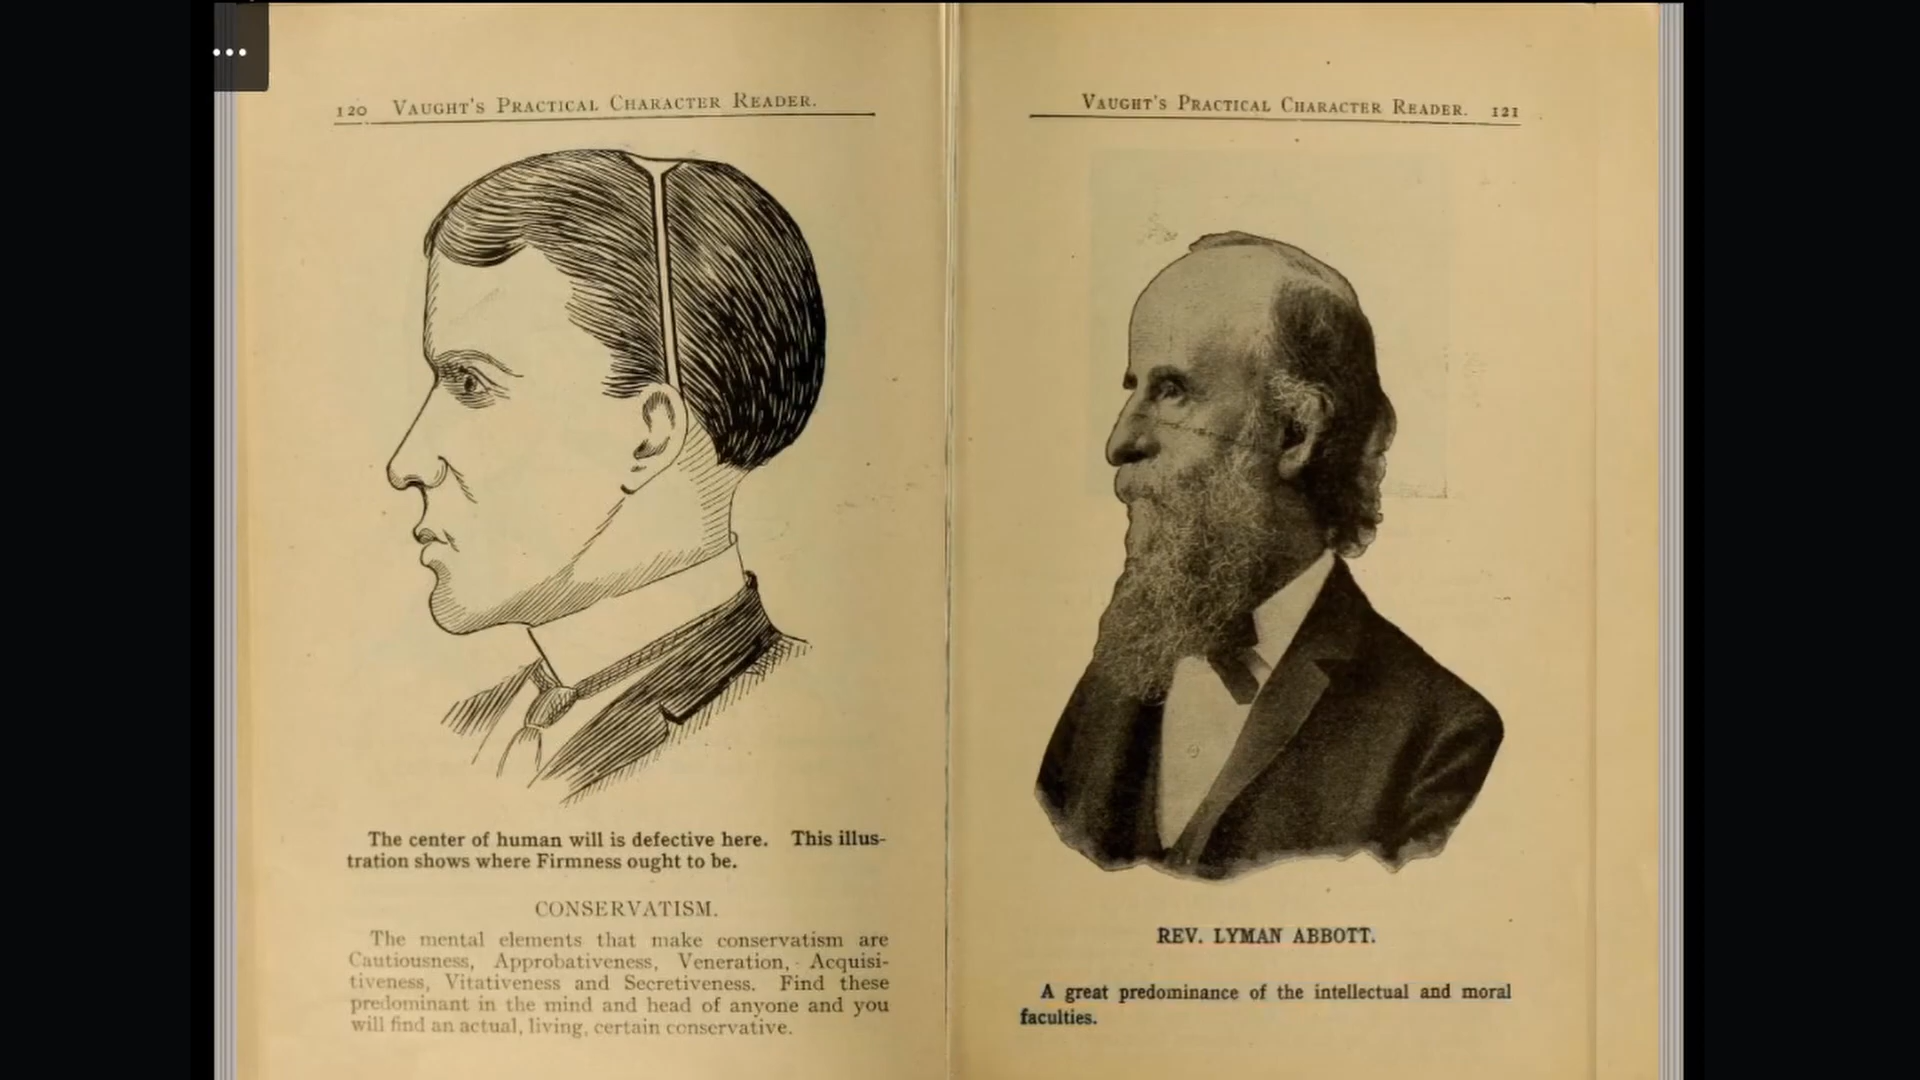 120 VAUGHT'S PRACTICAL CHARACTER READER.
The center of human will is defective here. This illus-
tration shows where Firmness ought to be.
CONSERVATISM.
The mental elements that make conservatism are
Cautiousness, Approbativeness, Veneration, Acquisi-
tiveness, Vitativeness and Secretiveness. Find these
predominant in the mind and head of anyone and you
will find an actual, living, certain conservative.
VAUGHT'S PRACTICAL CHARACTER READER. 121
REV. LYMAN ABBOTT.
A great predominance of the intellectual and moral
faculties.